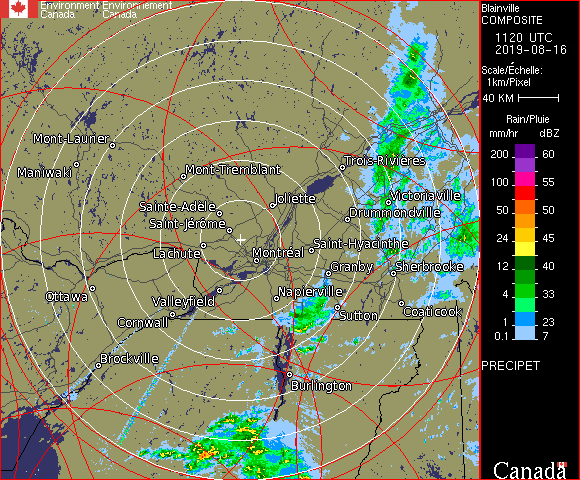 Environment Environnement
Canada Canada
Blainville
COMPOSITE
1120 UTC
2019-08-16
Scale/Échelle:
1km/Pixel
40 KM
Rain/Pluie
mm/hr dBZ
200 60
100 55
50 50
24 45
12 40
4 33
1 23
0.1 7
PRECIPET
Canada
Mont-Laurier
Maniwaki
Mont-Tremblant
Trois-Rivières
Sainte-Adèle
Joliette
Victoriaville
Saint-Jérôme
Drummondville
Lachute
Montréal
Saint-Hyacinthe
Granby
Sherbrooke
Ottawa
Valleyfield
Napierville
Cornwall
Sutton
Coaticook
Brockville
Burlington